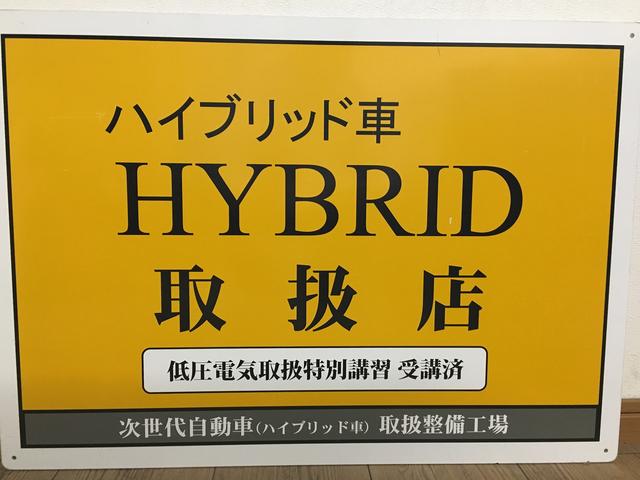 ハイブリッド車
HYBRID
取扱店
低圧電気取扱特別講習 受講済
次世代自動車(ハイブリッド車) 取扱整備工場